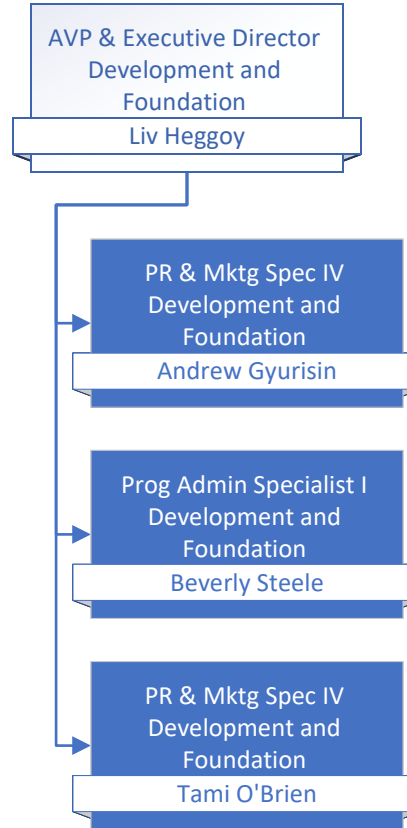 AVP & Executive Director
Development and
Foundation
Liv Heggoy
PR & Mktg Spec IV
Development and
Foundation
Andrew Gyurisin
Prog Admin Specialist I
Development and
Foundation
Beverly Steele
PR & Mktg Spec IV
Development and
Foundation
Tami O'Brien